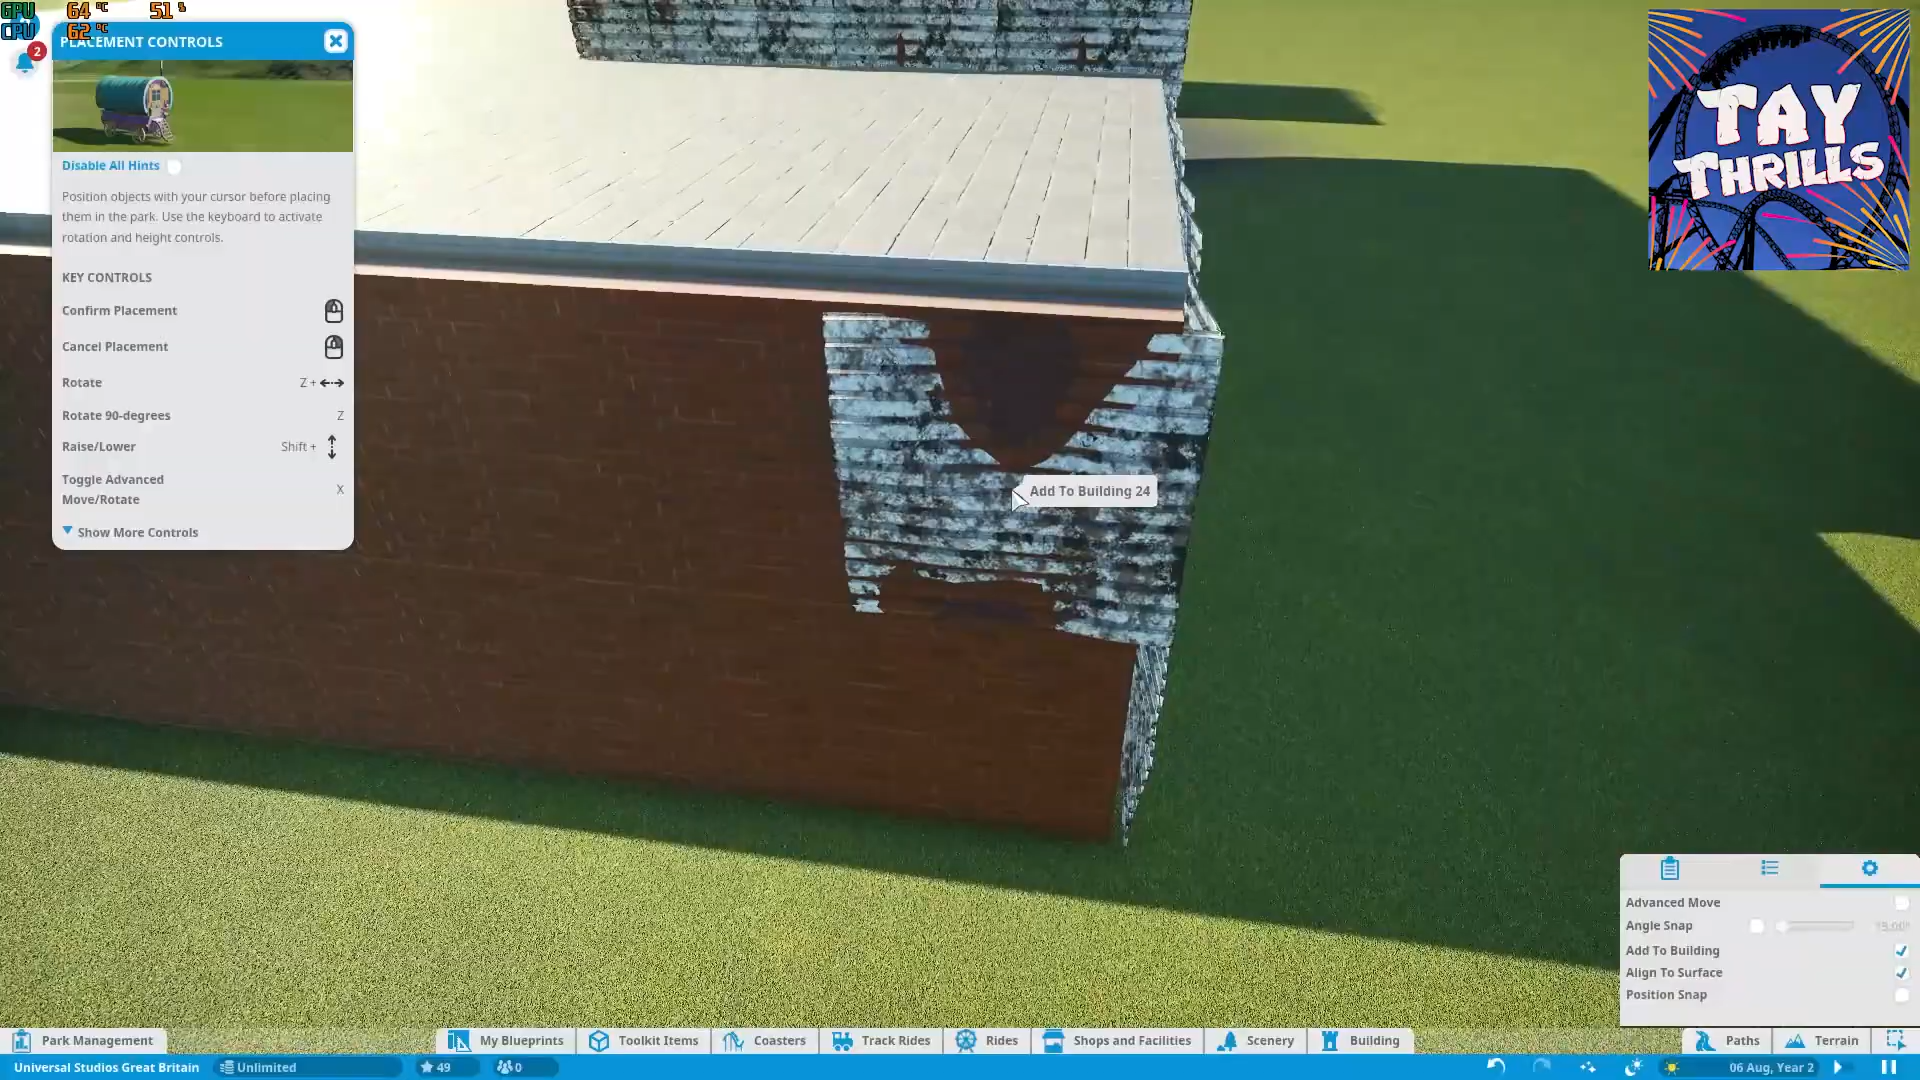 GPU 64 °C 51 %
CPU 62 °C
2
PLACEMENT CONTROLS
Disable All Hints
Position objects with your cursor before placing
them in the park. Use the keyboard to activate
rotation and height controls.
KEY CONTROLS
Confirm Placement
Cancel Placement
Rotate Z +
Rotate 90-degrees Z
Raise/Lower Shift +
Toggle Advanced
Move/Rotate X
Show More Controls
TAY
THRILLS
Add To Building 24
Advanced Move
Angle Snap
Add To Building
Align To Surface
Position Snap
Park Management
My Blueprints
Toolkit Items
Coasters
Track Rides
Rides
Shops and Facilities
Scenery
Building
Paths
Terrain
Universal Studios Great Britain
Unlimited
49
0
06 Aug, Year 2